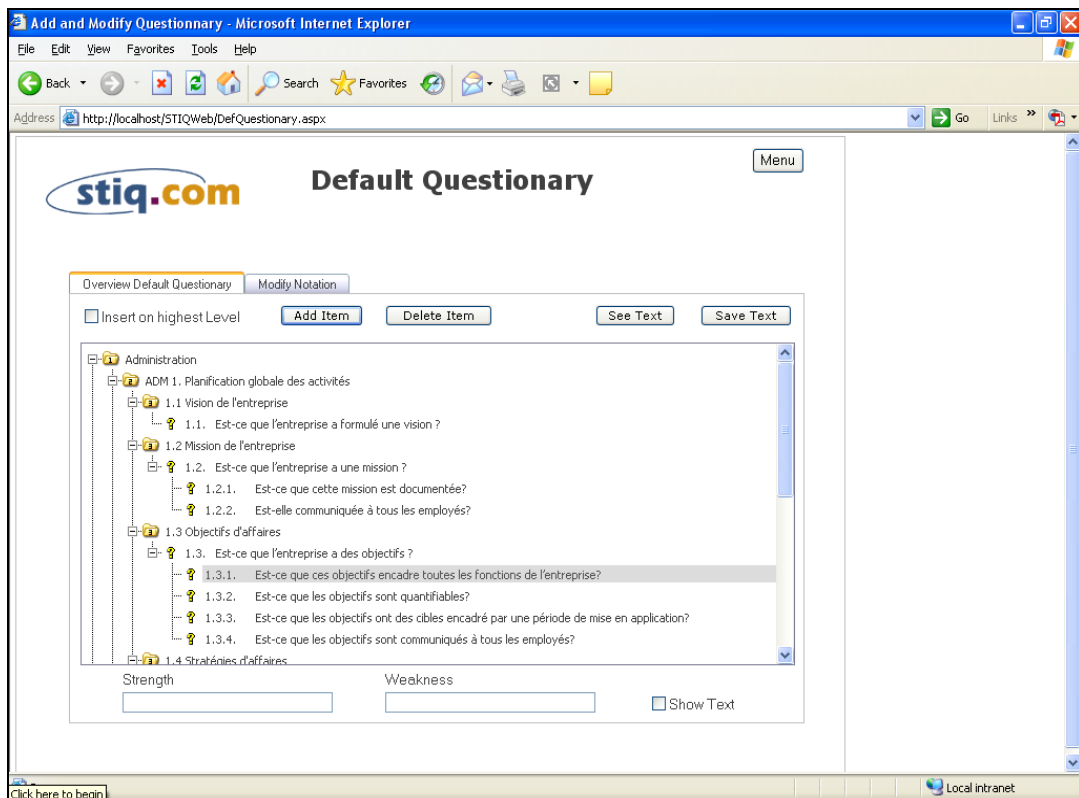 Add and Modify Questionnary - Microsoft Internet Explorer
File Edit View Favorites Tools Help
Back Search Favorites
Address http://localhost/STIQWeb/DefQuestionary.aspx Go Links »
Menu
stiq.com Default Questionary
Overview Default Questionary Modify Notation
Insert on highest Level Add Item Delete Item See Text Save Text
1 Administration
2 ADM 1. Planification globale des activités
3 1.1 Vision de l'entreprise
1.1. Est-ce que l'entreprise a formulé une vision ?
3 1.2 Mission de l'entreprise
1.2. Est-ce que l'entreprise a une mission ?
1.2.1. Est-ce que cette mission est documentée?
1.2.2. Est-elle communiquée à tous les employés?
3 1.3 Objectifs d'affaires
1.3. Est-ce que l'entreprise a des objectifs ?
1.3.1. Est-ce que ces objectifs encadre toutes les fonctions de l'entreprise?
1.3.2. Est-ce que les objectifs sont quantifiables?
1.3.3. Est-ce que les objectifs ont des cibles encadré par une période de mise en application?
1.3.4. Est-ce que les objectifs sont communiqués à tous les employés?
3 1.4 Stratégies d'affaires
Strength Weakness
Show Text
Click here to begin Local intranet